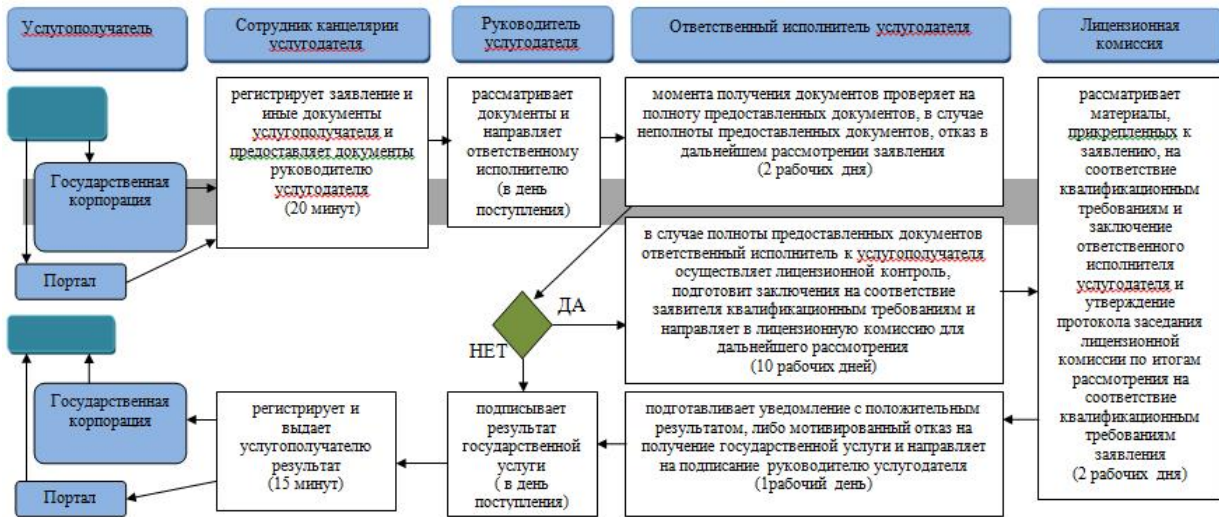 Услугополучатель
Сотрудник канцелярии
услугодателя
Руководитель
услугодателя
Ответственный исполнитель услугодателя
Лицензионная
комиссия
регистрирует заявление и
иные документы
услугополучателя и
предоставляет документы
руководителю
услугодателя
(20 минут)
рассматривает
документы и
направляет
ответственному
исполнителю
(в день
поступления)
момента получения документов проверяет на
полноту предоставленных документов, в случае
неполноты предоставленных документов, отказ в
дальнейшем рассмотрении заявления
(2 рабочих дня)
рассматривает
материалы,
прикрепленных к
заявлению, на
соответствие
квалификационным
требованиям и
заключение
ответственного
исполнителя
услугодателя и
утверждение
протокола заседания
лицензионной
комиссии по итогам
рассмотрения на
соответствие
квалификационным
требованиям
заявления
(2 рабочих дня)
Государственная
корпорация
Портал
в случае полноты предоставленных документов
ответственный исполнитель к услугополучателя
осуществляет лицензионной контроль,
подготовит заключения на соответствие
заявителя квалификационным требованиям и
направляет в лицензионную комиссию для
дальнейшего рассмотрения
(10 рабочих дней)
ДА
НЕТ
Государственная
корпорация
Портал
регистрирует и
выдает
услугополучателю
результат
(15 минут)
подписывает
результат
государственной
услуги
( в день
поступления)
подготавливает уведомление с положительным
результатом, либо мотивированный отказ на
получение государственной услуги и направляет
на подписание руководителю услугодателя
(1рабочий день)